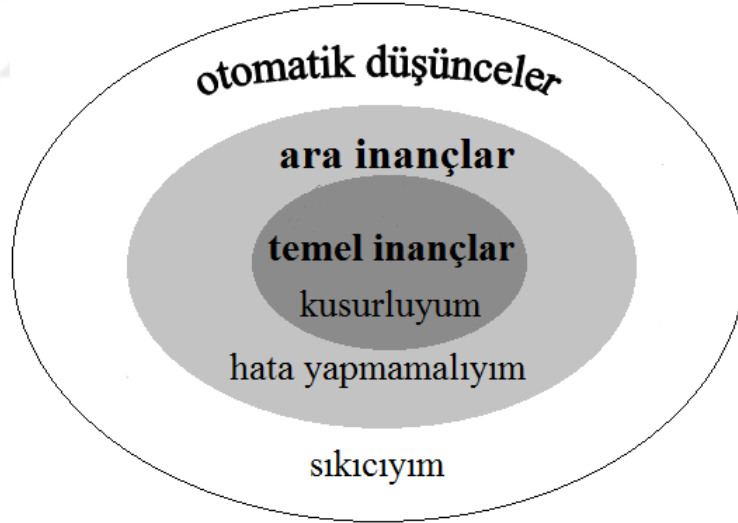 otomatik düşünceler
ara inançlar
temel inançlar
kusurluyum
hata yapmamalıyım
sıkıcıyım